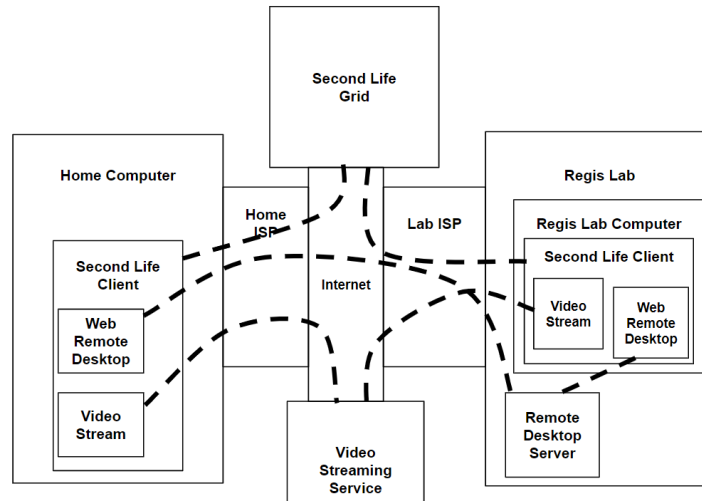 Second Life
Grid
Home Computer
Regis Lab
Home
ISP
Lab ISP
Regis Lab Computer
Second Life
Client
Second Life Client
Internet
Web
Remote
Desktop
Video
Stream
Web
Remote
Desktop
Video
Stream
Remote
Desktop
Server
Video
Streaming
Service